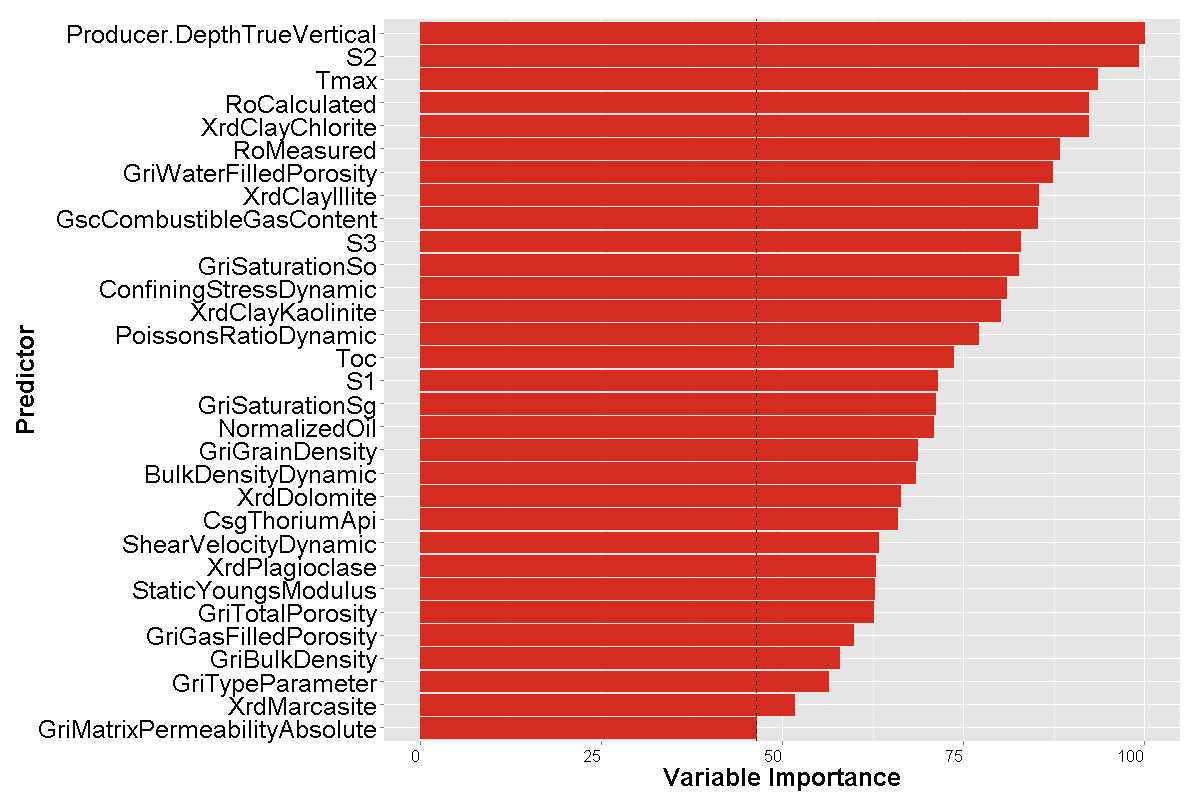 Producer.DepthTrueVertical
S2
Tmax
RoCalculated
XrdClayChlorite
RoMeasured
GriWaterFilledPorosity
XrdClayIllite
GscCombustibleGasContent
S3
GriSaturationSo
ConfiningStressDynamic
XrdClayKaolinite
PoissonsRatioDynamic
Toc
S1
GriSaturationSg
NormalizedOil
GriGrainDensity
BulkDensityDynamic
XrdDolomite
CsgThoriumApi
ShearVelocityDynamic
XrdPlagioclase
StaticYoungsModulus
GriTotalPorosity
GriGasFilledPorosity
GriBulkDensity
GriTypeParameter
XrdMarcasite
GriMatrixPermeabilityAbsolute
Predictor
0 25 50 75 100
Variable Importance